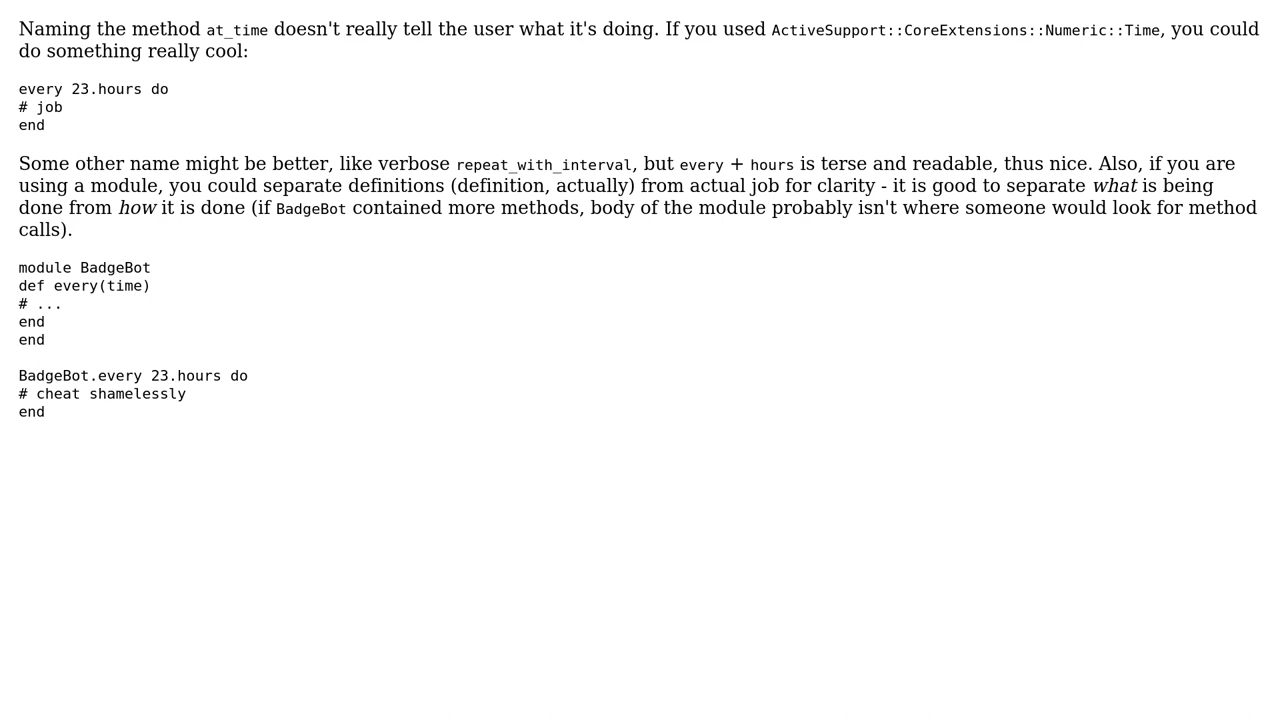 Naming the method at_time doesn't really tell the user what it's doing. If you used ActiveSupport::CoreExtensions::Numeric::Time, you could
do something really cool:
every 23.hours do
# job
end
Some other name might be better, like verbose repeat_with_interval, but every + hours is terse and readable, thus nice. Also, if you are
using a module, you could separate definitions (definition, actually) from actual job for clarity - it is good to separate what is being
done from how it is done (if BadgeBot contained more methods, body of the module probably isn't where someone would look for method
calls).
module BadgeBot
def every(time)
# ...
end
end
BadgeBot.every 23.hours do
# cheat shamelessly
end